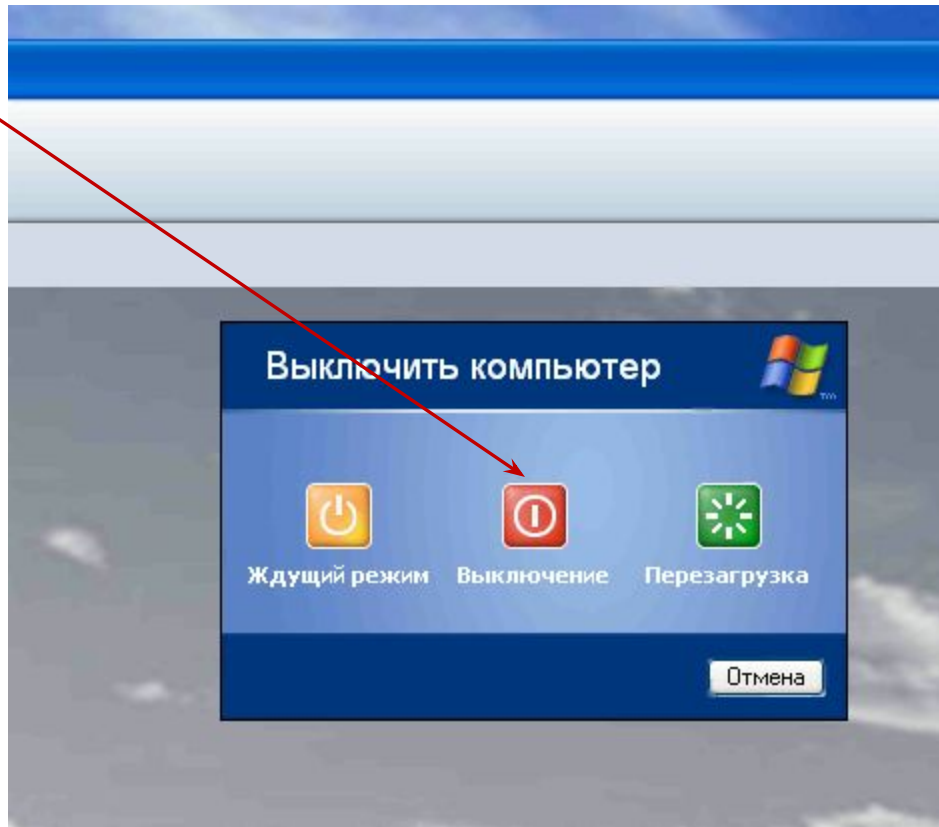 Выключить компьютер
Ждущий режим
Выключение
Перезагрузка
Отмена